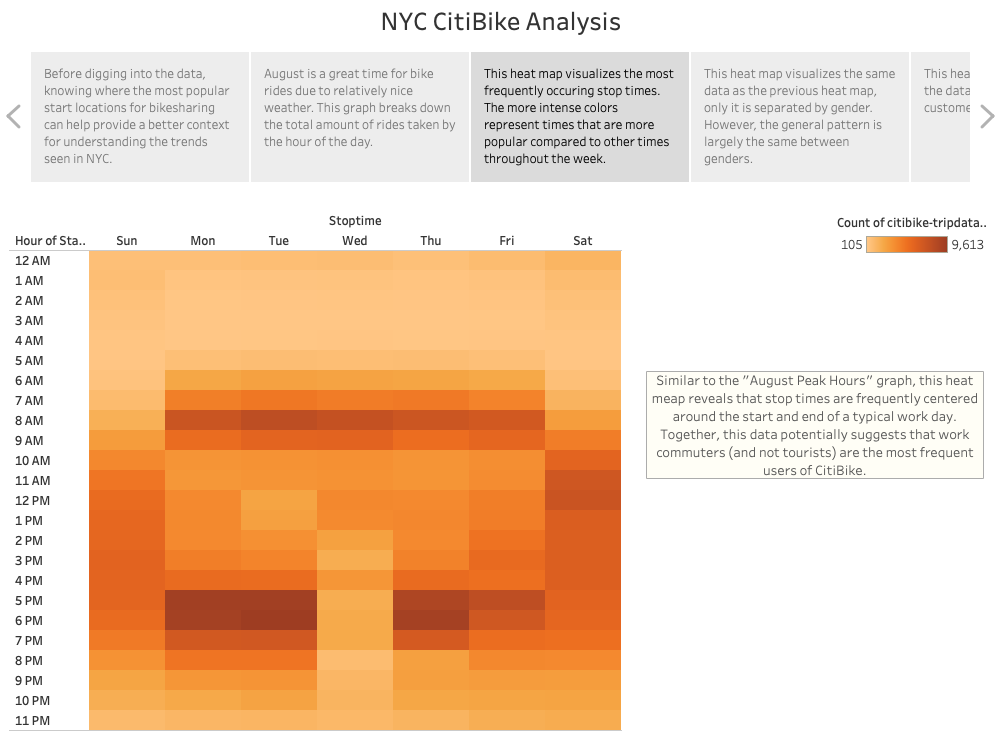 NYC CitiBike Analysis
Before digging into the data,
knowing where the most popular
start locations for bikesharing
can help provide a better context
for understanding the trends
seen in NYC.
August is a great time for bike
rides due to relatively nice
weather. This graph breaks down
the total amount of rides taken by
the hour of the day.
This heat map visualizes the most
frequently occuring stop times.
The more intense colors
represent times that are more
popular compared to other times
throughout the week.
This heat map visualizes the same
data as the previous heat map,
only it is separated by gender.
However, the general pattern is
largely the same between
genders.
This hea
the data
custome
Stoptime
Hour of Sta.. Sun Mon Tue Wed Thu Fri Sat
12 AM
1 AM
2 AM
3 AM
4 AM
5 AM
6 AM
7 AM
8 AM
9 AM
10 AM
11 AM
12 PM
1 PM
2 PM
3 PM
4 PM
5 PM
6 PM
7 PM
8 PM
9 PM
10 PM
11 PM
Count of citibike-tripdata..
105 9,613
Similar to the "August Peak Hours" graph, this heat
meap reveals that stop times are frequently centered
around the start and end of a typical work day.
Together, this data potentially suggests that work
commuters (and not tourists) are the most frequent
users of CitiBike.